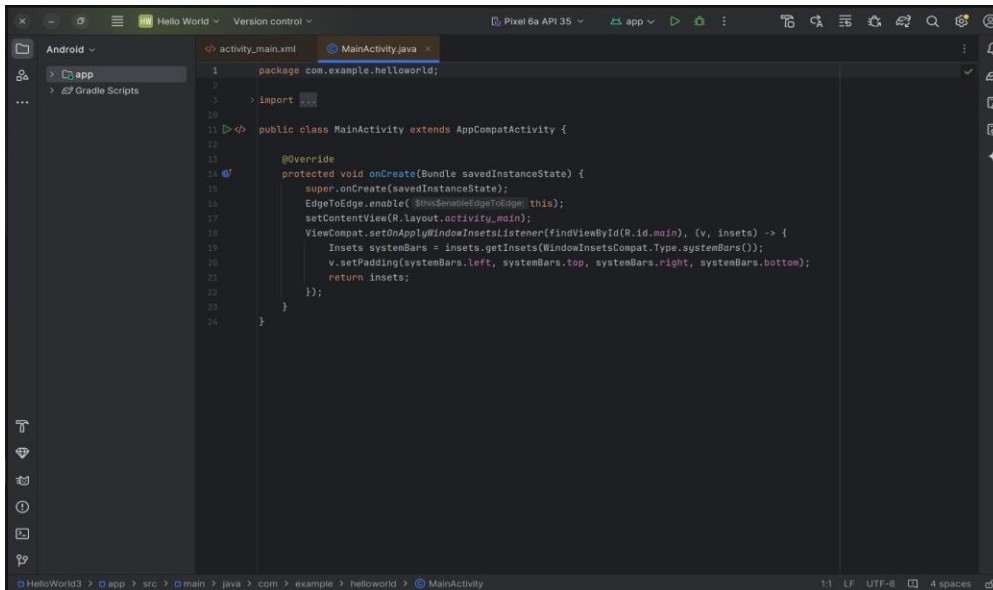 HW Hello World Version control Pixel 6a API 35 app
Android activity_main.xml MainActivity.java
app
Gradle Scripts
1 package com.example.helloworld;
2
3 import ...
10
11 public class MainActivity extends AppCompatActivity {
12
13 @Override
14 protected void onCreate(Bundle savedInstanceState) {
15 super.onCreate(savedInstanceState);
16 EdgeToEdge.enable( $this$enableEdgeToEdge: this);
17 setContentView(R.layout.activity_main);
18 ViewCompat.setOnApplyWindowInsetsListener(findViewById(R.id.main), (v, insets) -> {
19 Insets systemBars = insets.getInsets(WindowInsetsCompat.Type.systemBars());
20 v.setPadding(systemBars.left, systemBars.top, systemBars.right, systemBars.bottom);
21 return insets;
22 });
23 }
24 }
HelloWorld3 > app > src > main > java > com > example > helloworld > MainActivity 1:1 LF UTF-8 4 spaces